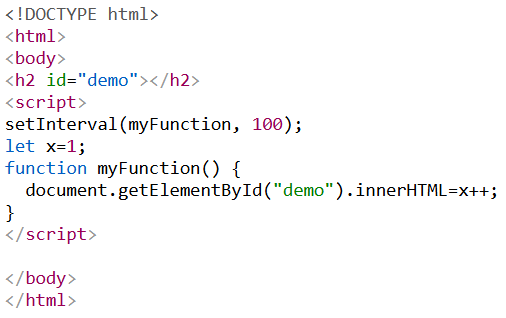 <!DOCTYPE html>
<html>
<body>
<h2 id="demo"></h2>
<script>
setInterval(myFunction, 100);
let x=1;
function myFunction() {
  document.getElementById("demo").innerHTML=x++;
}
</script>

</body>
</html>